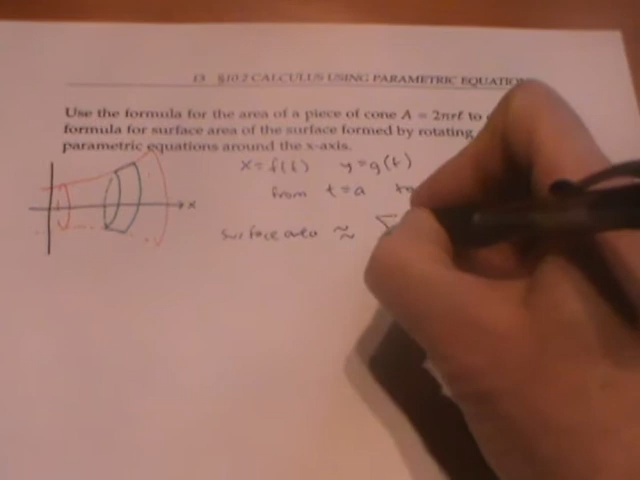 13 §10.2 CALCULUS USING PARAMETRIC EQUATION
Use the formula for the area of a piece of cone A = 2πrℓ to
formula for surface area of the surface formed by rotating
parametric equations around the x-axis.
x = f(t) y = g(t)
from t = a
x
surface area ≈ Σ